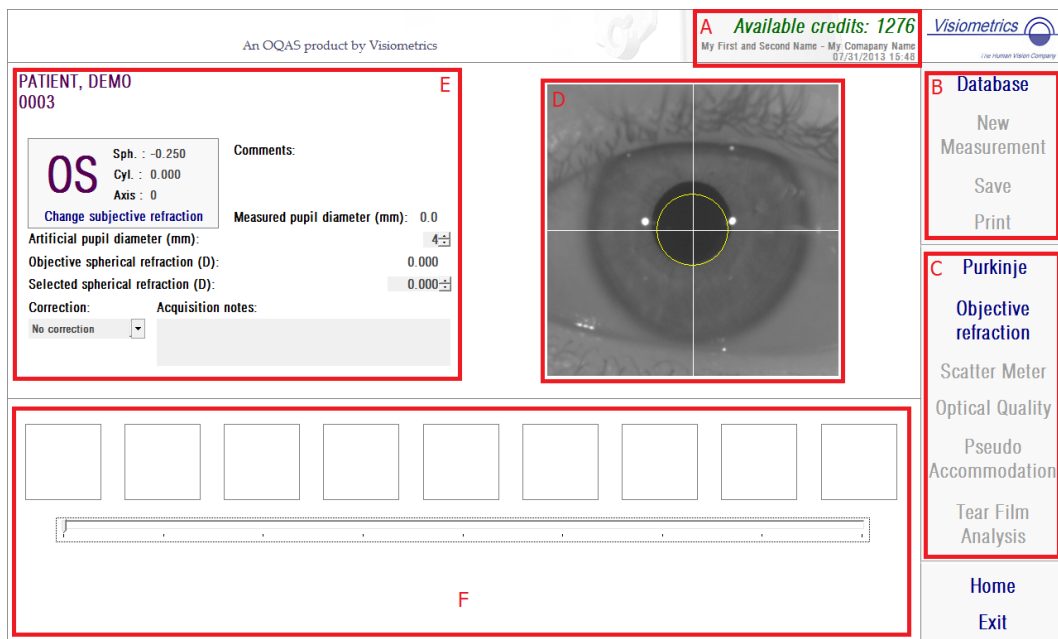 An OQAS product by Visiometrics
A
Available credits: 1276
My First and Second Name - My Comapany Name
07/31/2013 15:48
Visiometrics
The Human Vision Company
E
PATIENT, DEMO
0003
OS
Sph. : -0.250
Cyl. : 0.000
Axis : 0
Change subjective refraction
Comments:
Measured pupil diameter (mm): 0.0
Artificial pupil diameter (mm): 4
Objective spherical refraction (D): 0.000
Selected spherical refraction (D): 0.000
Correction:
No correction
Acquisition notes:
D
B
Database
New
Measurement
Save
Print
C
Purkinje
Objective
refraction
Scatter Meter
Optical Quality
Pseudo
Accommodation
Tear Film
Analysis
F
Home
Exit